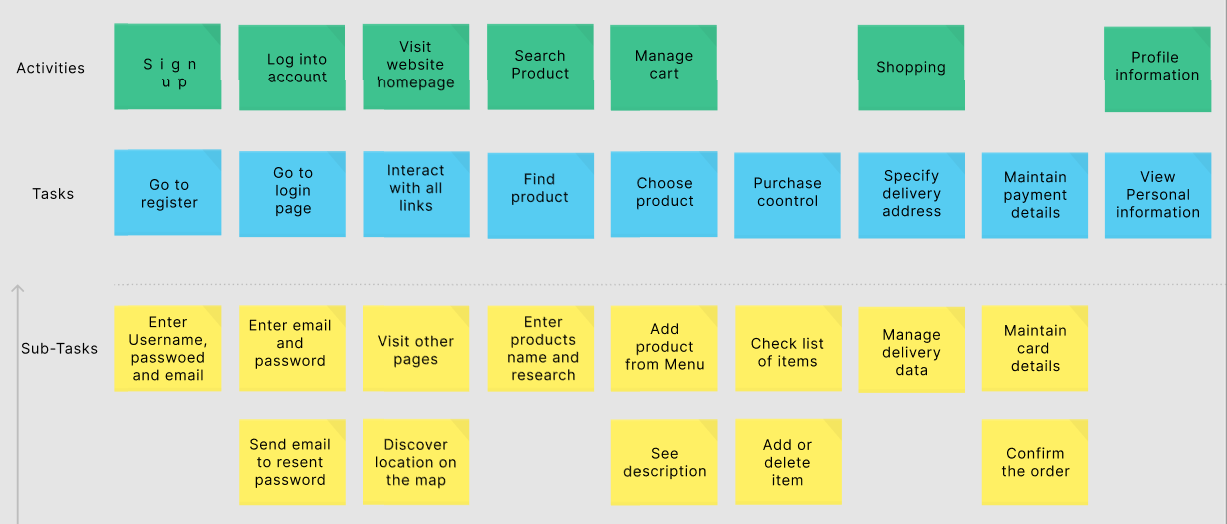 Activities
S i g n
u p
Log into
account
Visit
website
homepage
Search
Product
Manage
cart
Shopping
Profile
information
Tasks
Go to
register
Go to
login
page
Interact
with all
links
Find
product
Choose
product
Purchase
coontrol
Specify
delivery
address
Maintain
payment
details
View
Personal
information
Sub-Tasks
Enter
Username,
passwoed
and email
Enter email
and
password
Visit other
pages
Enter
products
name and
research
Add
product
from Menu
Check list
of items
Manage
delivery
data
Maintain
card
details
Send email
to resent
password
Discover
location on
the map
See
description
Add or
delete
item
Confirm
the order